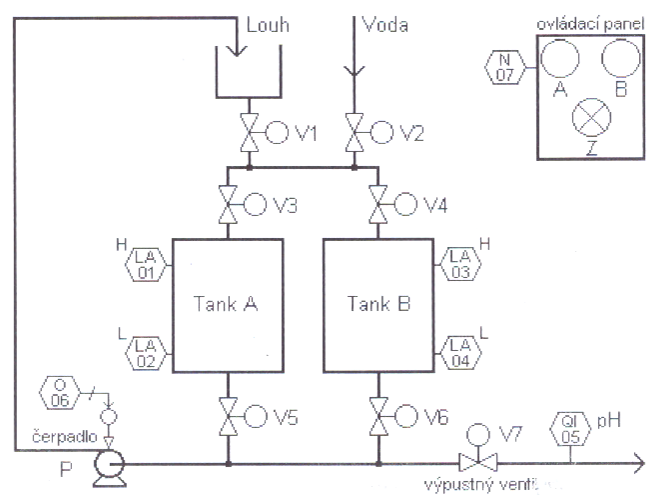 Louh
Voda
ovládací panel
N
07
A
B
Z
V1
V2
V3
V4
H
LA
01
Tank A
Tank B
LA
03
H
L
LA
02
LA
04
L
O
06
čerpadlo
P
V5
V6
V7
QI
05
pH
výpustný